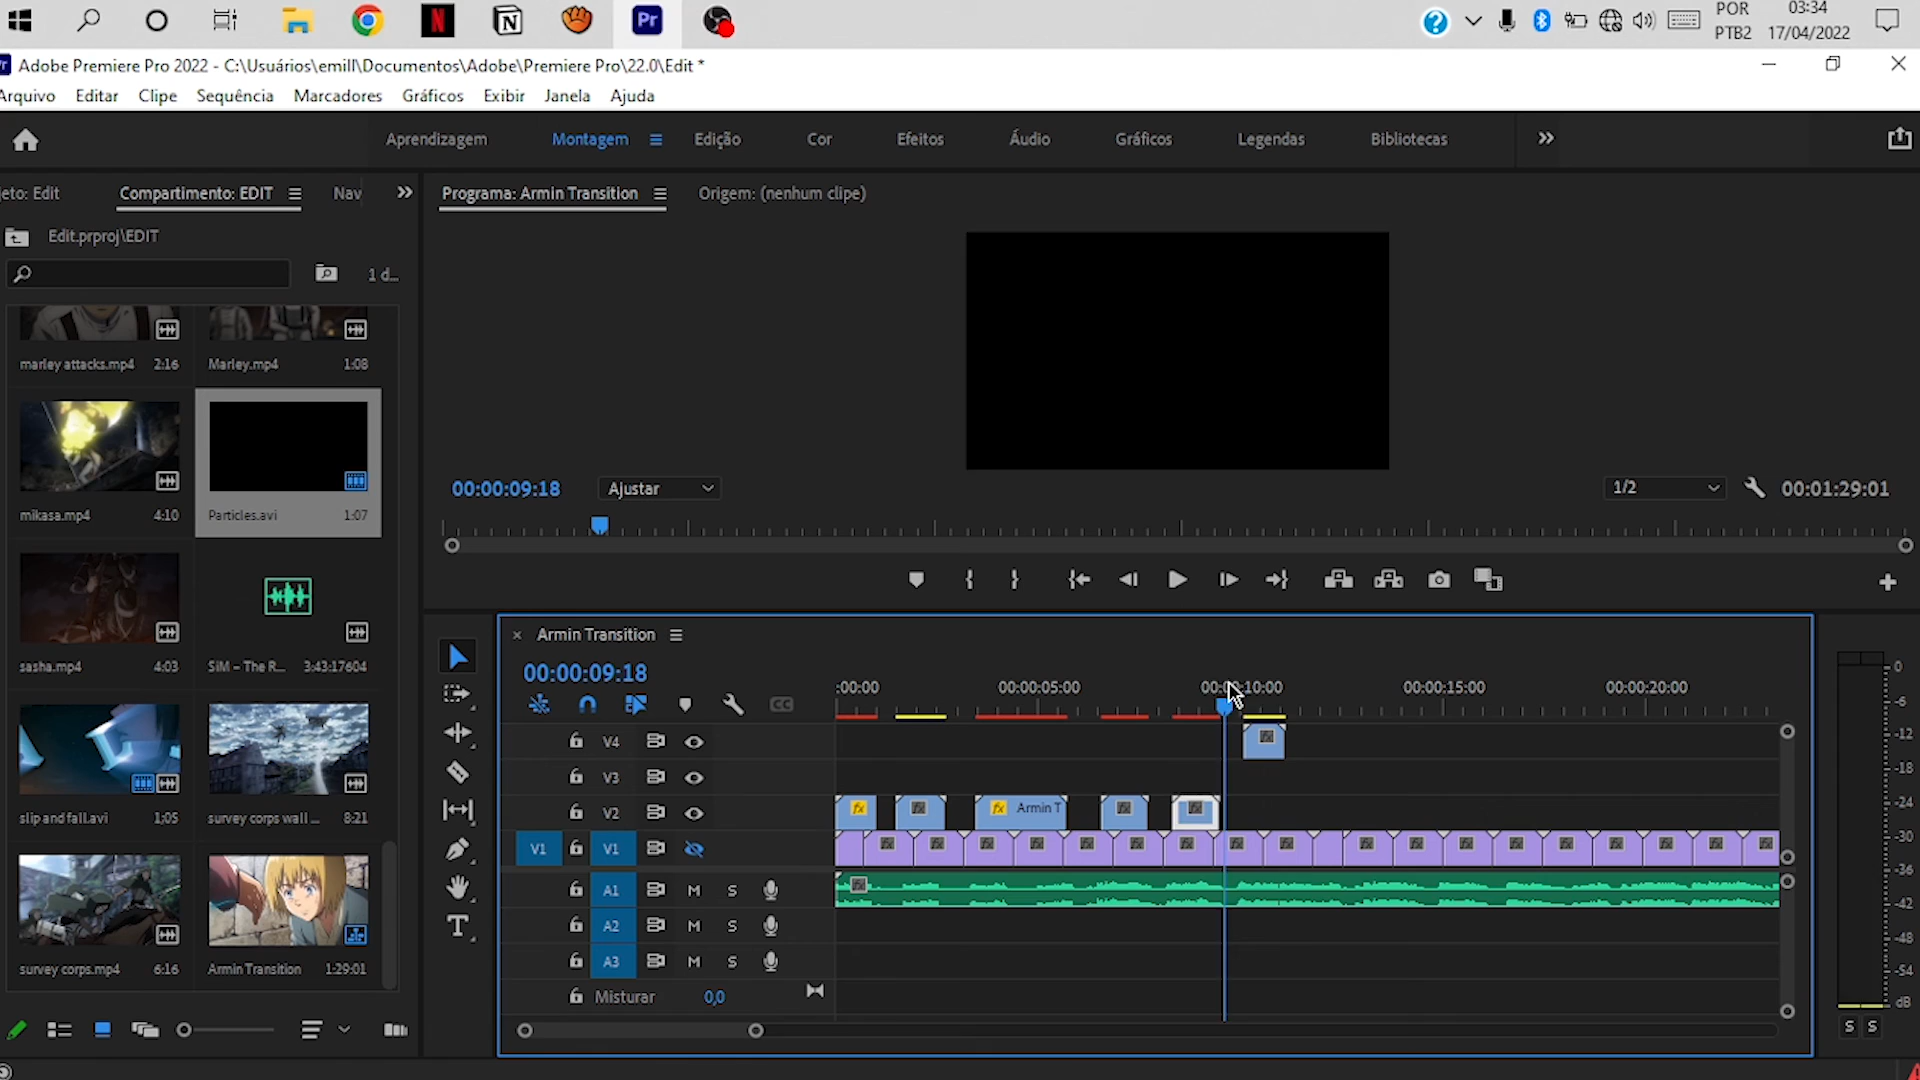 POR
03:34
PTB2
17/04/2022
Adobe Premiere Pro 2022 - C:\Usuários\emill\Documentos\Adobe\Premiere Pro\22.0\Edit *
Arquivo Editar Clipe Sequência Marcadores Gráficos Exibir Janela Ajuda
Aprendizagem Montagem Edição Cor Efeitos Áudio Gráficos Legendas Bibliotecas
eto: Edit Compartimento: EDIT Nav
Programa: Armin Transition Origem: (nenhum clipe)
Edit.prproj\EDIT
1 d...
marley attacks.mp4 2:16
Marley.mp4 1:08
mikasa.mp4 4:10
Particles.avi 1:07
sasha.mp4 4:03
SiM – The R... 3:43:17604
slip and fall.avi 1;05
survey corps wall ... 8:21
survey corps.mp4 6:16
Armin Transition 1:29:01
00:00:09:18 Ajustar 1/2 00:01:29:01
Armin Transition
00:00:09:18
:00:00 00:00:05:00 00:00:10:00 00:00:15:00 00:00:20:00
V4
V3
V2
fx fx fx Armin T fx fx
V1 V1
A1 M S
A2 M S
A3 M S
Misturar 0,0
0
-6
-12
-18
-24
-30
-36
-42
-48
-54
dB
S S